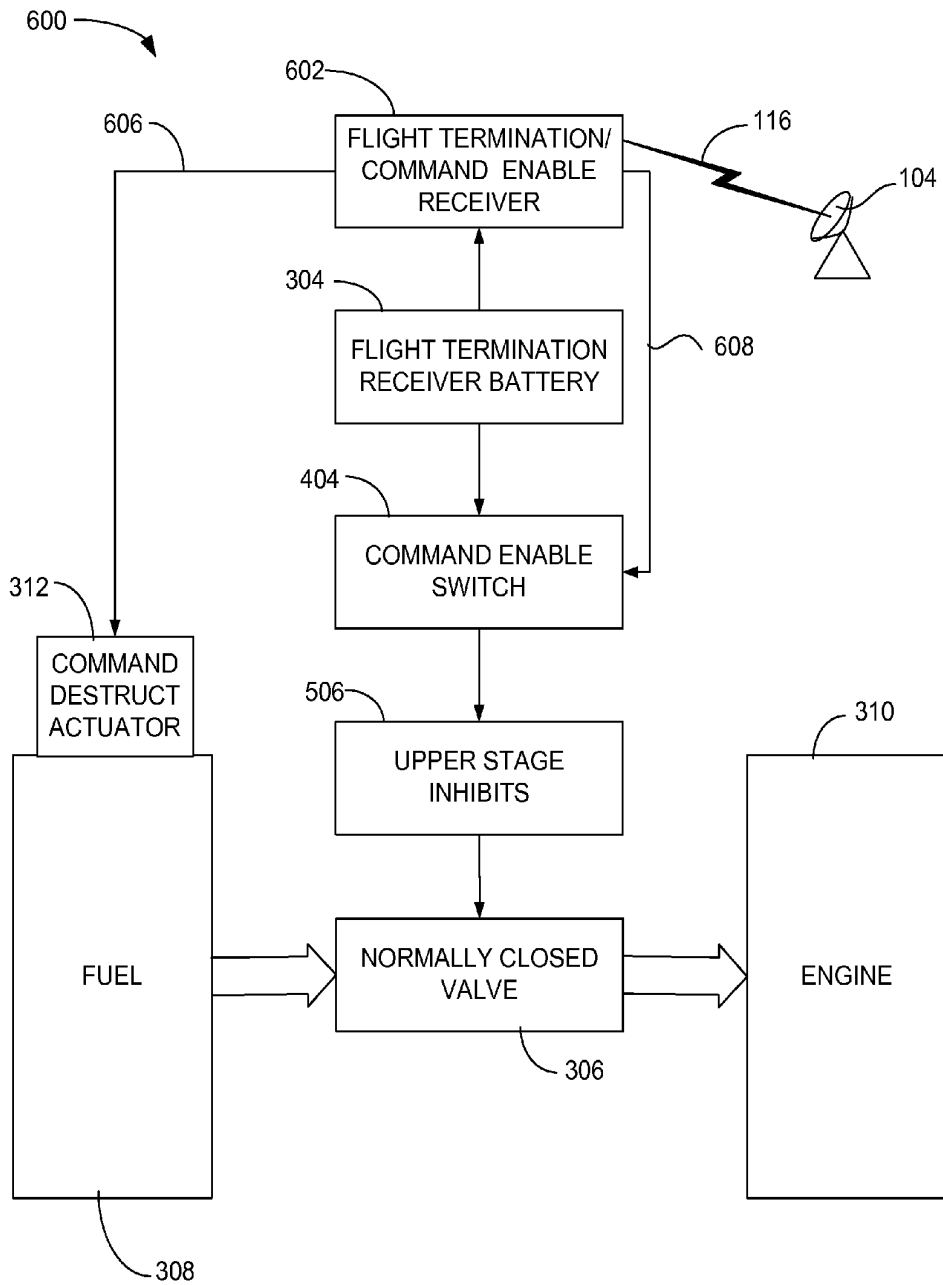 600
602
606
FLIGHT TERMINATION/
COMMAND ENABLE
RECEIVER
116
104
304
FLIGHT TERMINATION
RECEIVER BATTERY
608
404
COMMAND ENABLE
SWITCH
312
COMMAND
DESTRUCT
ACTUATOR
506
UPPER STAGE
INHIBITS
310
FUEL
NORMALLY CLOSED
VALVE
ENGINE
306
308